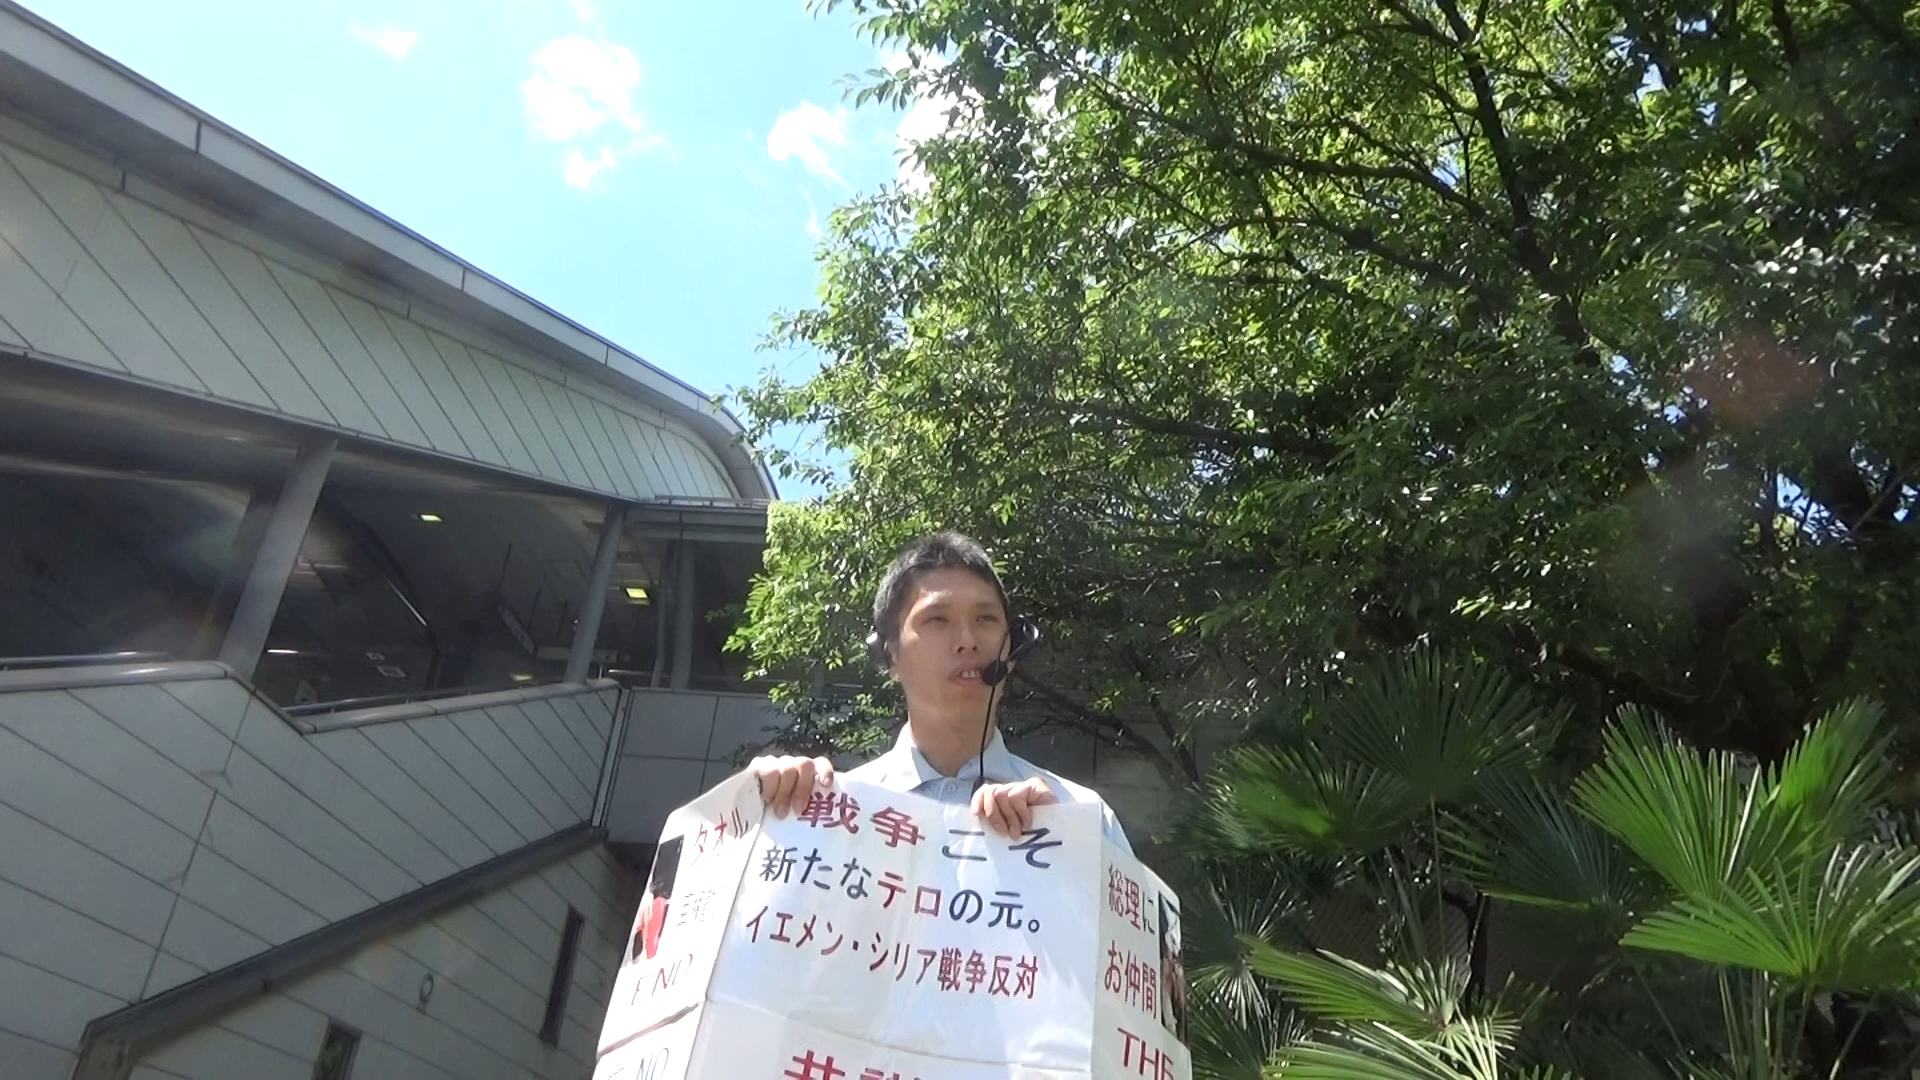 戦争こそ
新たなテロの元。
イエメン・シリア戦争反対
タオル
END
NO
総理に
お仲間
THE